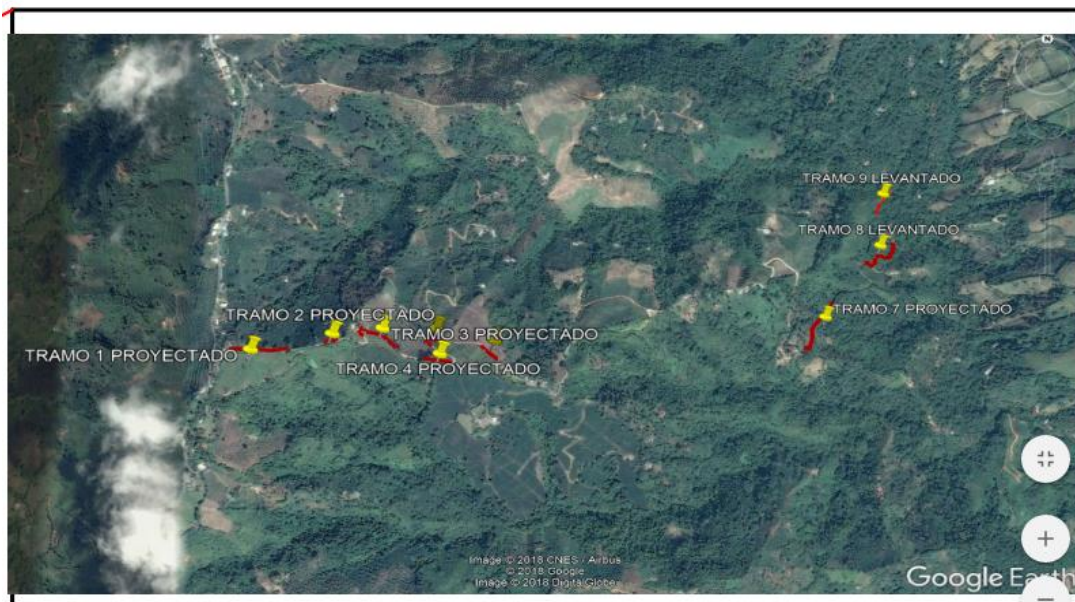 TRAMO 9 LEVANTADO
TRAMO 8 LEVANTADO
TRAMO 7 PROYECTADO
TRAMO 2 PROYECTADO
TRAMO 3 PROYECTADO
TRAMO 1 PROYECTADO
TRAMO 4 PROYECTADO
Image © 2018 CNES / Airbus
© 2018 Google
Image © 2018 DigitalGlobe
Google Earth